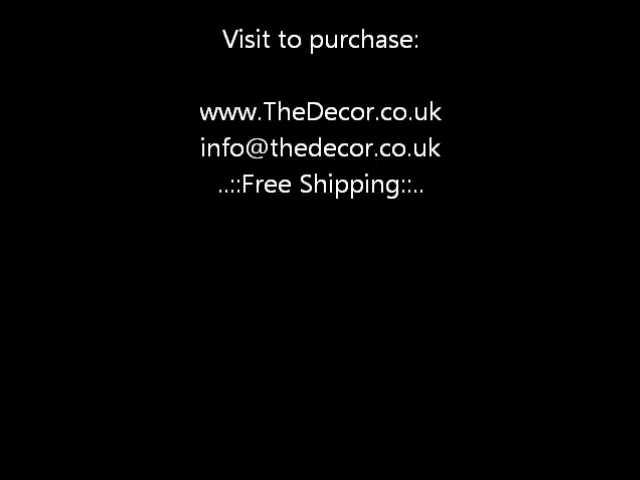 Visit to purchase:
www.TheDecor.co.uk
info@thedecor.co.uk
..::Free Shipping::..